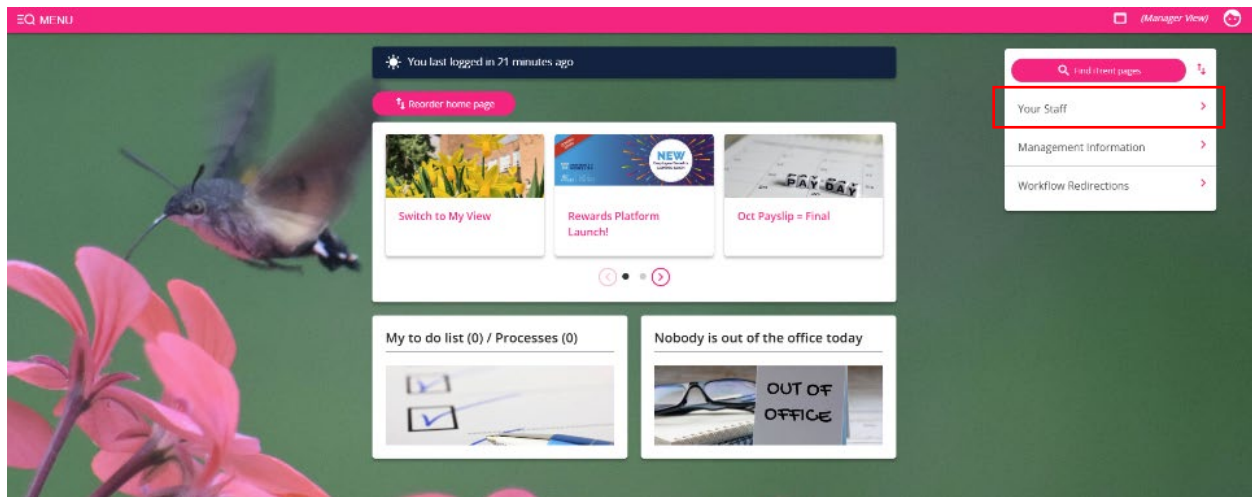 MENU
(Manager View)
You last logged in 21 minutes ago
Find iTrent pages
Reorder home page
Your Staff
Management Information
Workflow Redirections
NEW
PAY DAY
Switch to My View
Rewards Platform
Launch!
Oct Payslip = Final
My to do list (0) / Processes (0)
Nobody is out of the office today
OUT OF
OFFICE